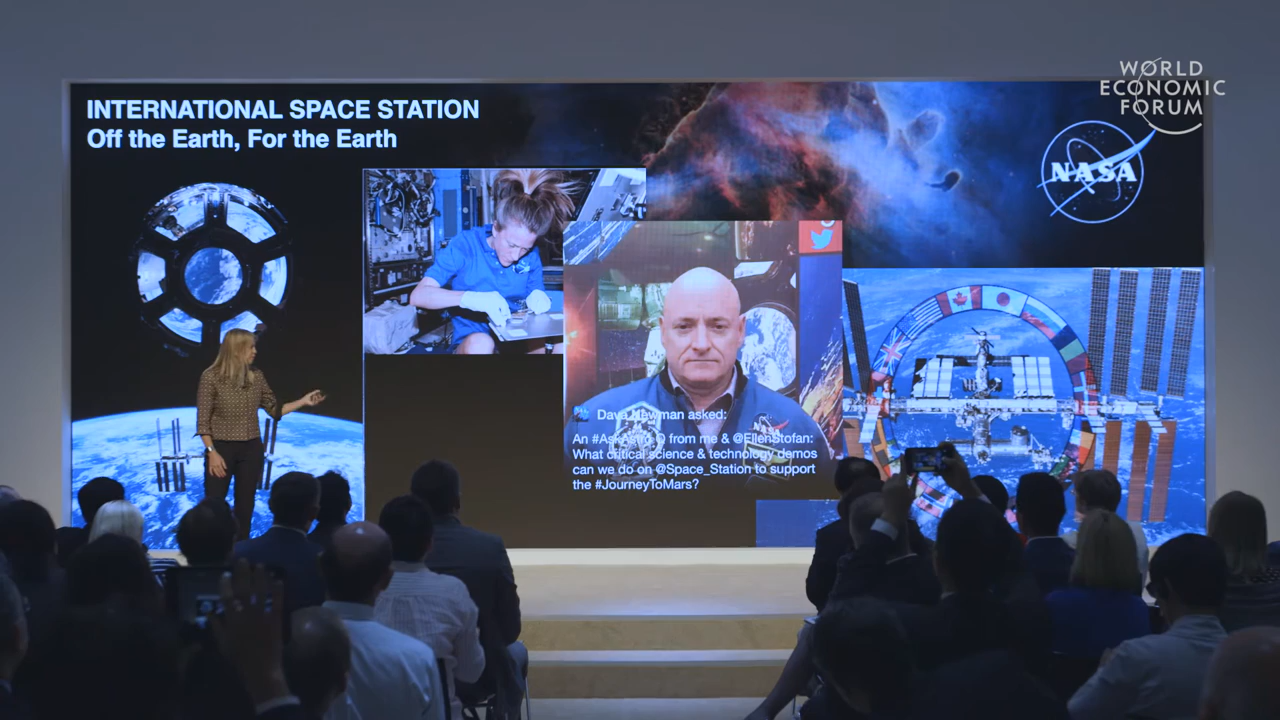 WORLD
ECONOMIC
FORUM
INTERNATIONAL SPACE STATION
Off the Earth, For the Earth
NASA
Dava Newman asked:
An #AskAstro Q from me & @EllenStofan:
What critical science & technology demos
can we do on @Space_Station to support
the #JourneyToMars?